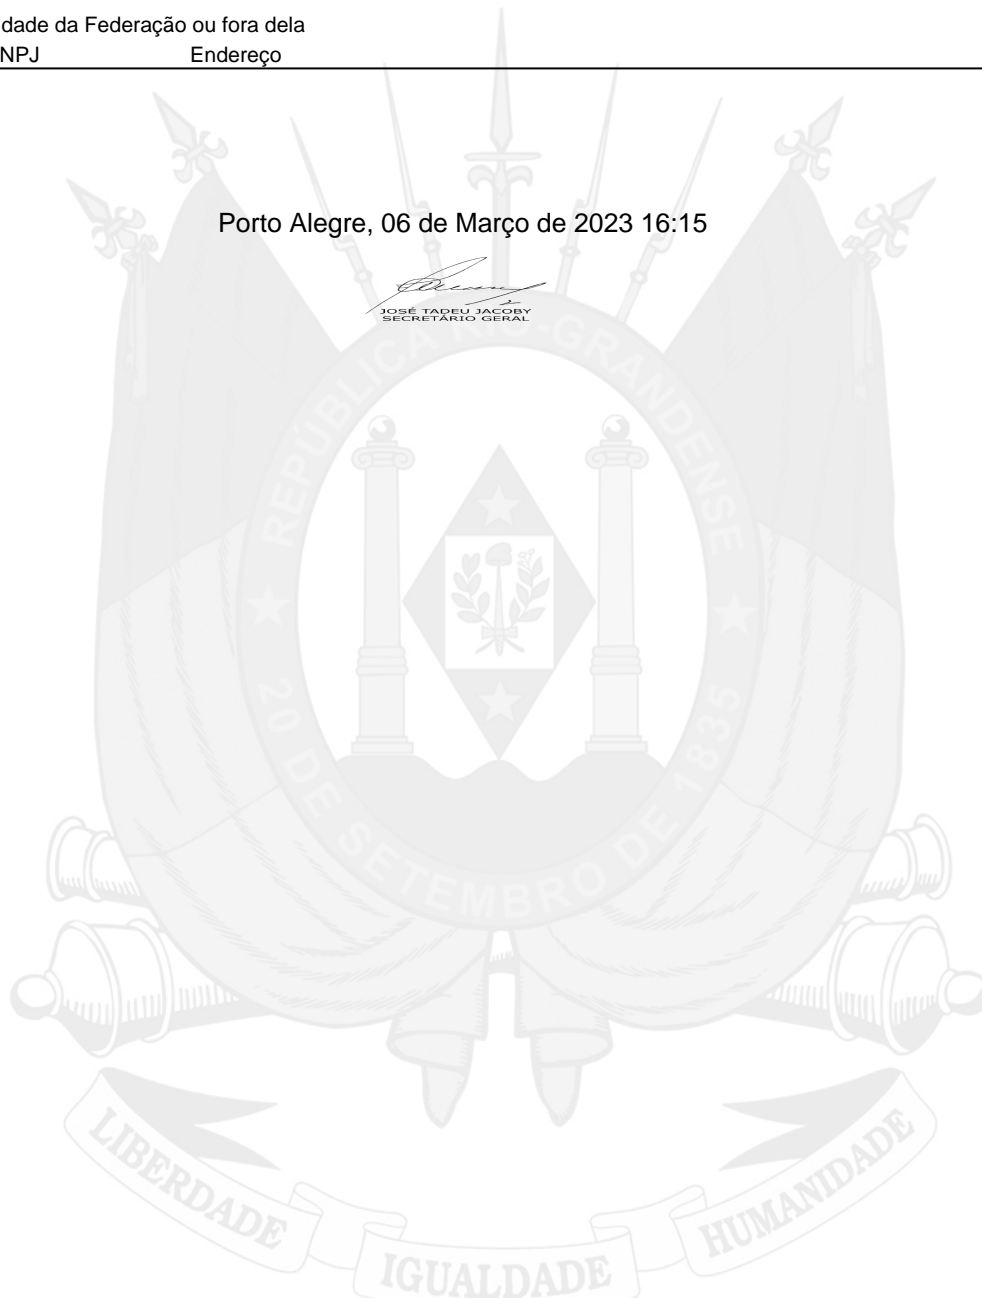 dade da Federação ou fora dela
NPJ Endereço
Porto Alegre, 06 de Março de 2023 16:15
JOSÉ TADEU JACOBY
SECRETÁRIO GERAL
REPÚBLICA RIO-GRANDENSE
20 DE SETEMBRO DE 1835
LIBERDADE IGUALDADE HUMANIDADE